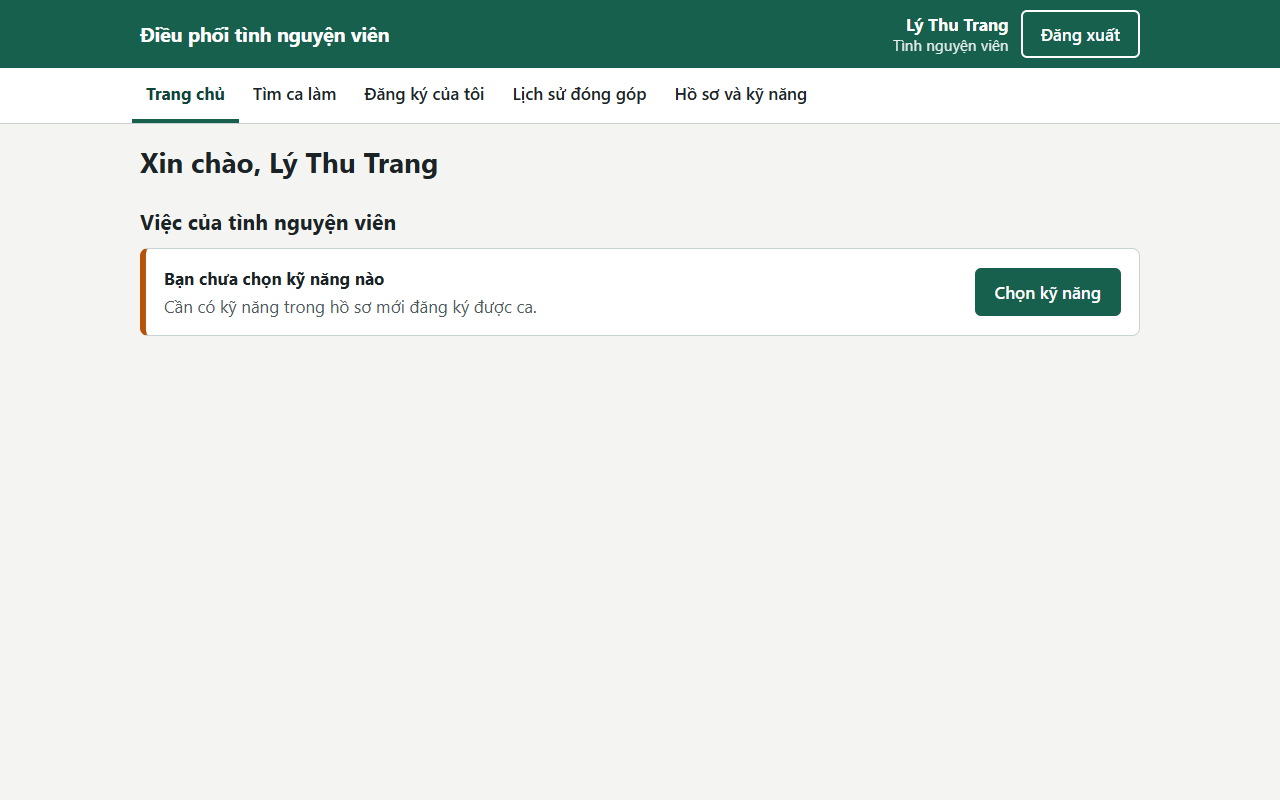 Điều phối tình nguyện viên
Lý Thu Trang
Tình nguyện viên
Đăng xuất
Trang chủ
Tìm ca làm
Đăng ký của tôi
Lịch sử đóng góp
Hồ sơ và kỹ năng
Xin chào, Lý Thu Trang
Việc của tình nguyện viên
Bạn chưa chọn kỹ năng nào
Cần có kỹ năng trong hồ sơ mới đăng ký được ca.
Chọn kỹ năng